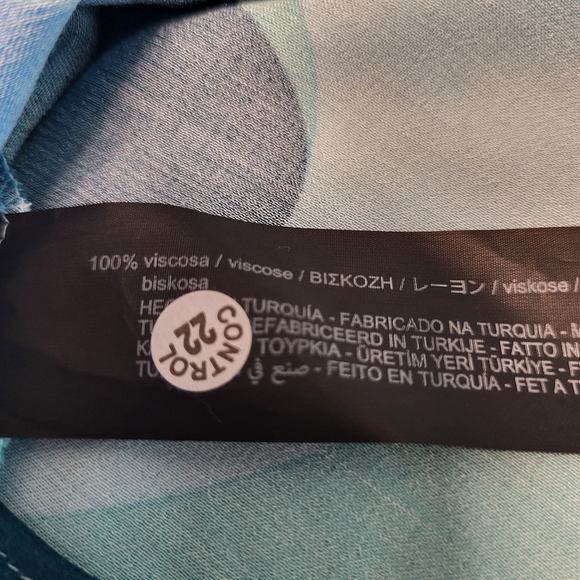 100% viscosa / viscose / ΒΙΣΚΟΖΗ / レーヨン / viskose /
biskosa
TURQUÍA - FABRICADO NA TURQUIA -
GEFABRICEERD IN TURKIJE - FATTO IN
ΤΟΥΡΚΙΑ - ÜRETİM YERİ TÜRKİYE -
صنع في - FEITO EN TURQUÍA - FET A
CONTROL
22